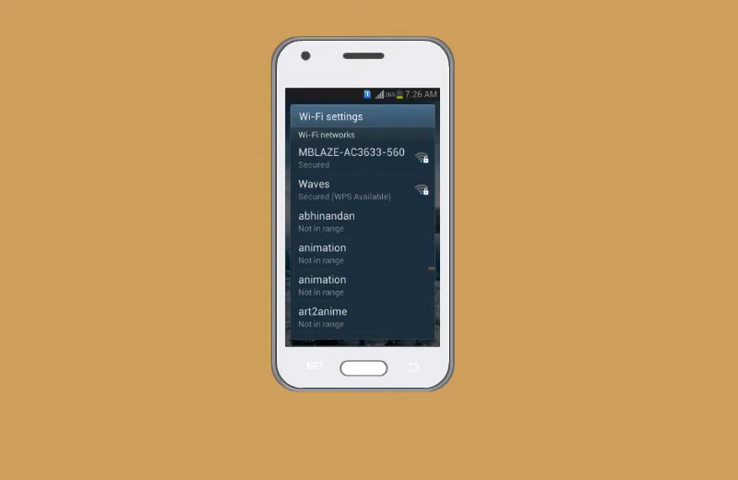 26% 7:26 AM
Wi-Fi settings
Wi-Fi networks
MBLAZE-AC3633-560
Secured
Waves
Secured (WPS Available)
abhinandan
Not in range
animation
Not in range
animation
Not in range
art2anime
Not in range